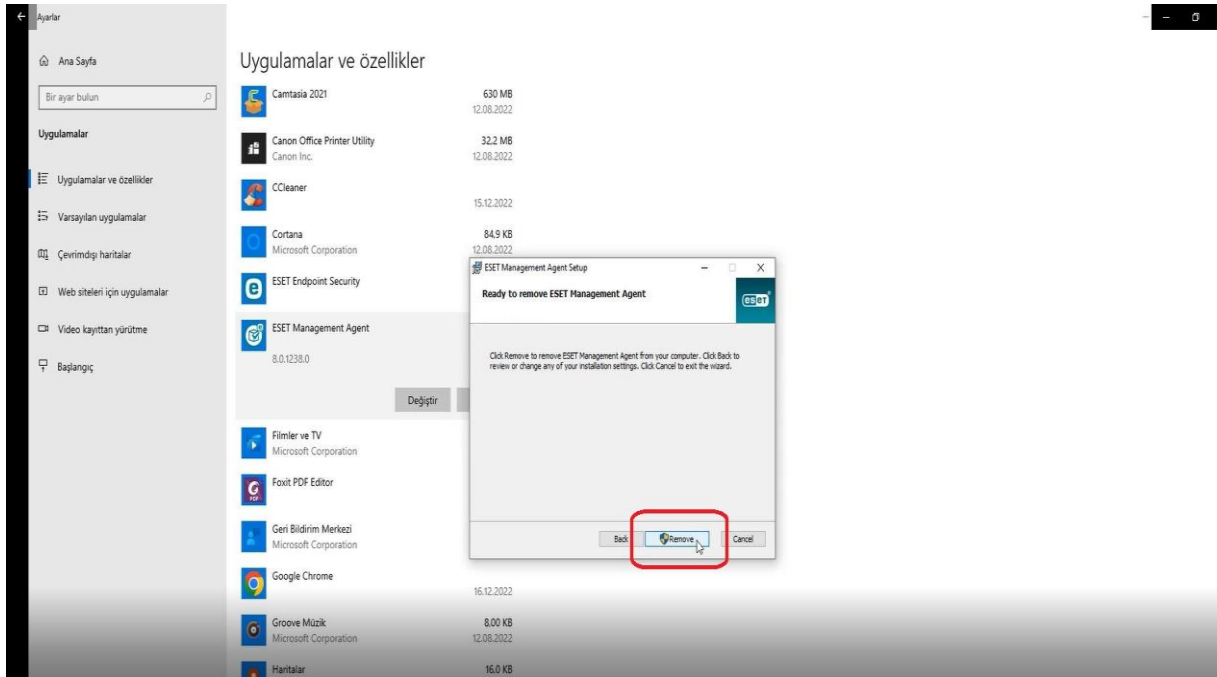 Ayarlar
Ana Sayfa
Bir ayar bulun
Uygulamalar
Uygulamalar ve özellikler
Varsayılan uygulamalar
Çevrimdışı haritalar
Web siteleri için uygulamalar
Video kayıttan yürütme
Başlangıç
Uygulamalar ve özellikler
Camtasia 2021 630 MB
12.08.2022
Canon Office Printer Utility 32.2 MB
Canon Inc. 12.08.2022
CCleaner
15.12.2022
Cortana 84,9 KB
Microsoft Corporation 12.08.2022
ESET Endpoint Security
ESET Management Agent
8.0.1238.0
Değiştir
Filmler ve TV
Microsoft Corporation
Foxit PDF Editor
Geri Bildirim Merkezi
Microsoft Corporation
Google Chrome
16.12.2022
Groove Müzik 8,00 KB
Microsoft Corporation 12.08.2022
Haritalar 16.0 KB
ESET Management Agent Setup
Ready to remove ESET Management Agent
eset
Click Remove to remove ESET Management Agent from your computer. Click Back to
review or change any of your installation settings. Click Cancel to exit the wizard.
Back Remove Cancel